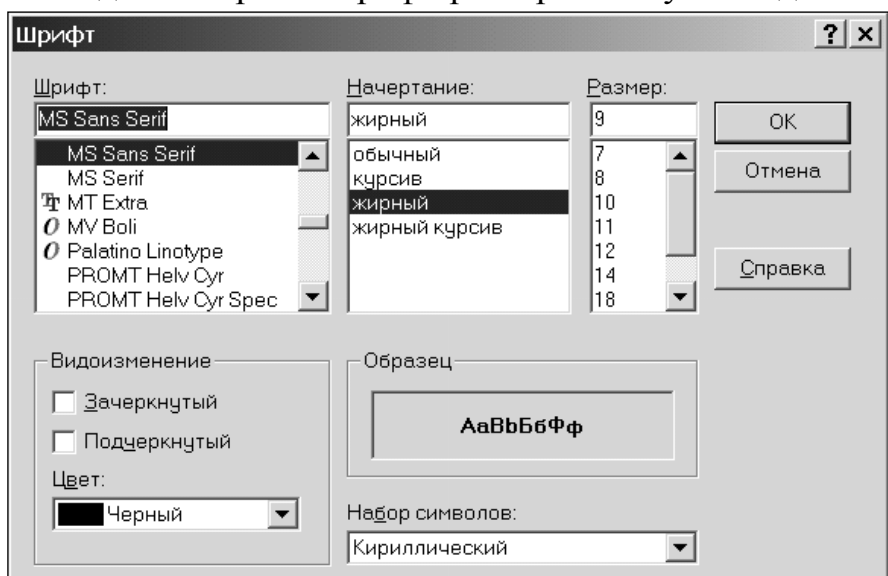 Шрифт
Шрифт:
MS Sans Serif
MS Sans Serif
MS Serif
MT Extra
MV Boli
Palatino Linotype
PROMT Helv Cyr
PROMT Helv Cyr Spec
Начертание:
жирный
обычный
курсив
жирный
жирный курсив
Размер:
9
7
8
10
11
12
14
18
OK
Отмена
Справка
Видоизменение
Зачеркнутый
Подчеркнутый
Цвет:
Черный
Образец
АаВbБбФф
Набор символов:
Кириллический